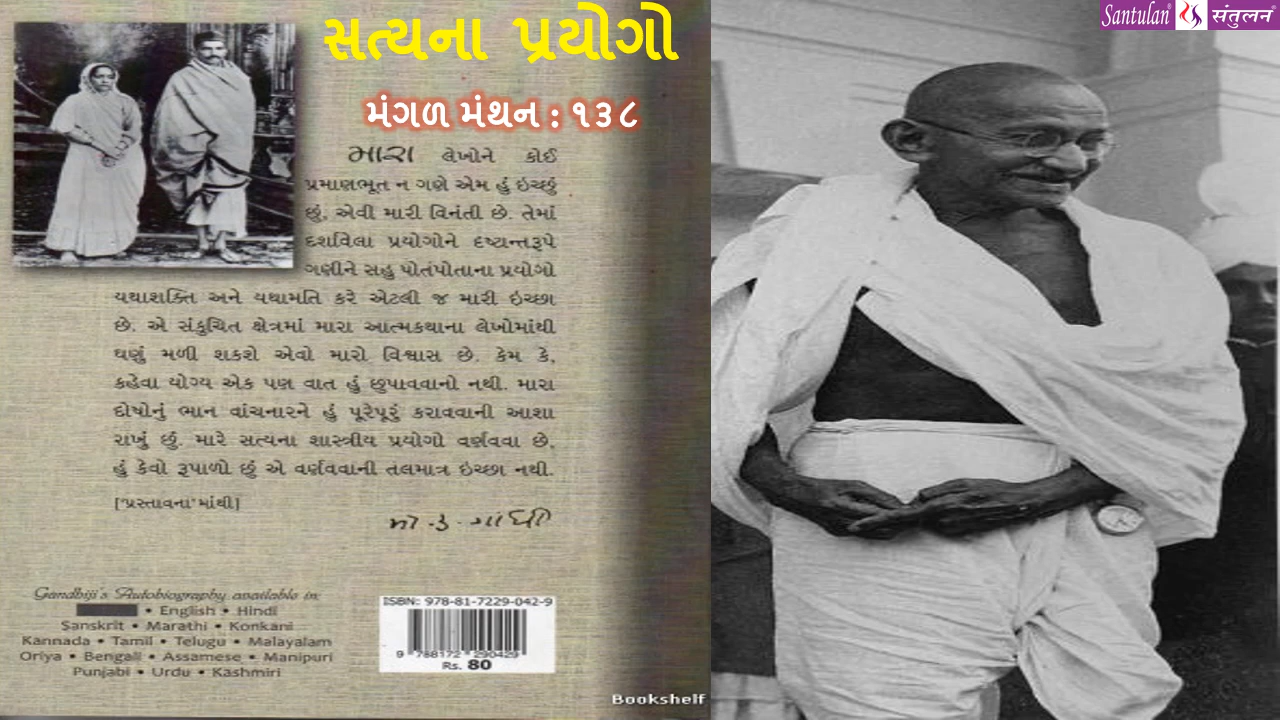 સત્યના પ્રયોગો
Santulan® સંતુલન®
મંગળ મંથન : ૧૩૮
મારા લેખોને કોઈ
પ્રમાણભૂત ન ગણે એમ હું ઇચ્છું
છું, એવી મારી વિનંતી છે. તેમાં
દર્શાવેલા પ્રયોગોને દૃષ્ટાન્તરૂપે
ગણીને સહુ પોતપોતાના પ્રયોગો
યથાશક્તિ અને યથામતિ કરે એટલી જ મારી ઇચ્છા
છે. એ સંકુચિત ક્ષેત્રમાં મારા આત્મકથાના લેખોમાંથી
ઘણું મળી શકશે એવો મારો વિશ્વાસ છે. કેમ કે,
કહેવા યોગ્ય એક પણ વાત હું છુપાવવાનો નથી. મારા
દોષોનું ભાન વાંચનારને હું પૂરેપૂરું કરાવવાની આશા
રાખું છું. મારે સત્યના શાસ્ત્રીય પ્રયોગો વર્ણવવા છે,
હું કેવો રૂપાળો છું એ વર્ણવવાની તલમાત્ર ઇચ્છા નથી.
['પ્રસ્તાવના'માંથી]
મો. ક. ગાંધી
Gandhiji's Autobiography available in:
• English • Hindi
Sanskrit • Marathi • Konkani
Kannada • Tamil • Telugu • Malayalam
Oriya • Bengali • Assamese • Manipuri
Punjabi • Urdu • Kashmiri
ISBN: 978-81-7229-042-9
9 788172 290429
Rs. 80
Bookshelf